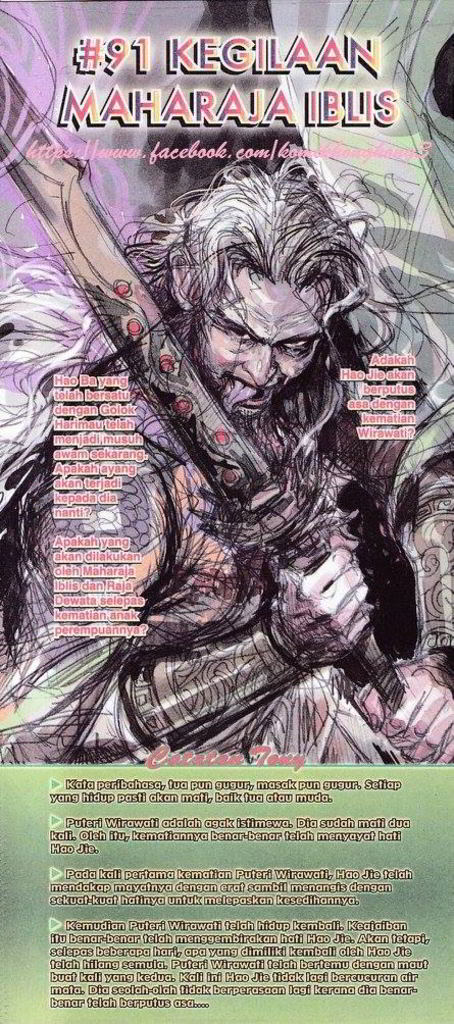 #91 KEGILAAN
MAHARAJA IBLIS
Adakah
Hao Jie akan
berputus
asa dengan
kematian
Wirawati?
Hao Ba yang
telah bersatu
dengan Golok
Harimau telah
menjadi musuh
awam sekarang.
Apakah ayang
akan terjadi
kepada dia
nanti?
Apakah yang
akan dilakukan
oleh Maharaja
Iblis dan Raja
Dewata selepas
kematian anak
perempuannya?
Catatan Tony
Kata peribahasa, tua pun gugur, masak pun gugur. Setiap
yang hidup pasti akan mati, baik tua atau muda.
Puteri Wirawati adalah agak istimewa. Dia sudah mati dua
kali. Oleh itu, kematiannya benar-benar telah menyayat hati
Hao Jie.
Pada kali pertama kematian Puteri Wirawati, Hao Jie telah
mendakap mayatnya dengan erat sambil menangis dengan
sekuat-kuat hatinya untuk melepaskan kesedihannya.
Kemudian Puteri Wirawati telah hidup kembali. Keajaiban
itu benar-benar telah menggembirakan hati Hao Jie. Akan tetapi,
selepas beberapa hari, apa yang dimiliki kembali oleh Hao Jie
telah hilang semula. Puteri Wirawati telah bertemu dengan maut
buat kali yang kedua. Kali ini Hao Jie tidak lagi bercucuran air
mata. Dia seolah-olah tidak berperasaan lagi kerana dia benar-
benar telah berputus asa....